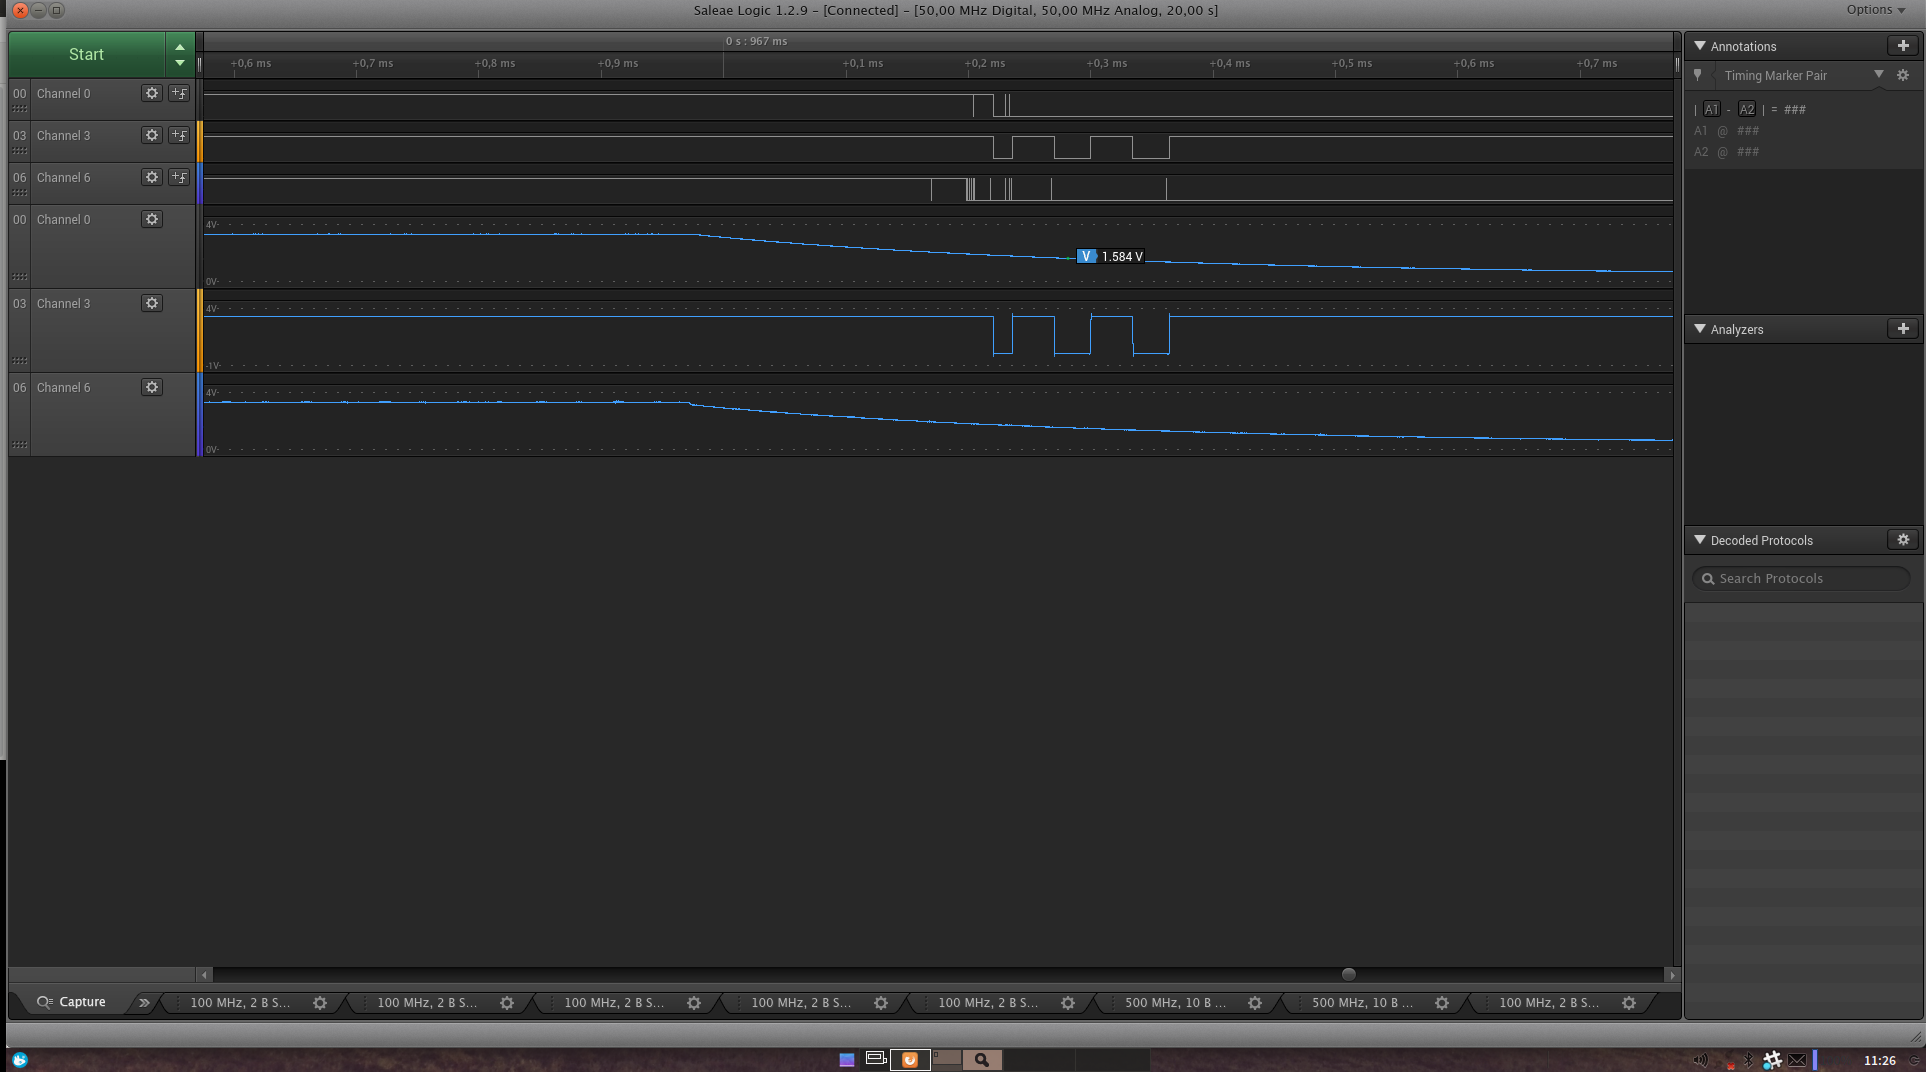 Saleae Logic 1.2.9 - [Connected] - [50,00 MHz Digital, 50,00 MHz Analog, 20,00 s]
Options
Start
0 s : 967 ms
+0,6 ms +0,7 ms +0,8 ms +0,9 ms +0,1 ms +0,2 ms +0,3 ms +0,4 ms +0,5 ms +0,6 ms +0,7 ms
00 Channel 0
03 Channel 3
06 Channel 6
00 Channel 0
4V
V 1.584 V
0V
03 Channel 3
4V
-1V
06 Channel 6
4V
0V
Annotations
Timing Marker Pair
| A1 - A2 | = ###
A1 @ ###
A2 @ ###
Analyzers
Decoded Protocols
Search Protocols
Capture
100 MHz, 2 B S...
100 MHz, 2 B S...
100 MHz, 2 B S...
100 MHz, 2 B S...
100 MHz, 2 B S...
500 MHz, 10 B ...
500 MHz, 10 B ...
100 MHz, 2 B S...
11:26